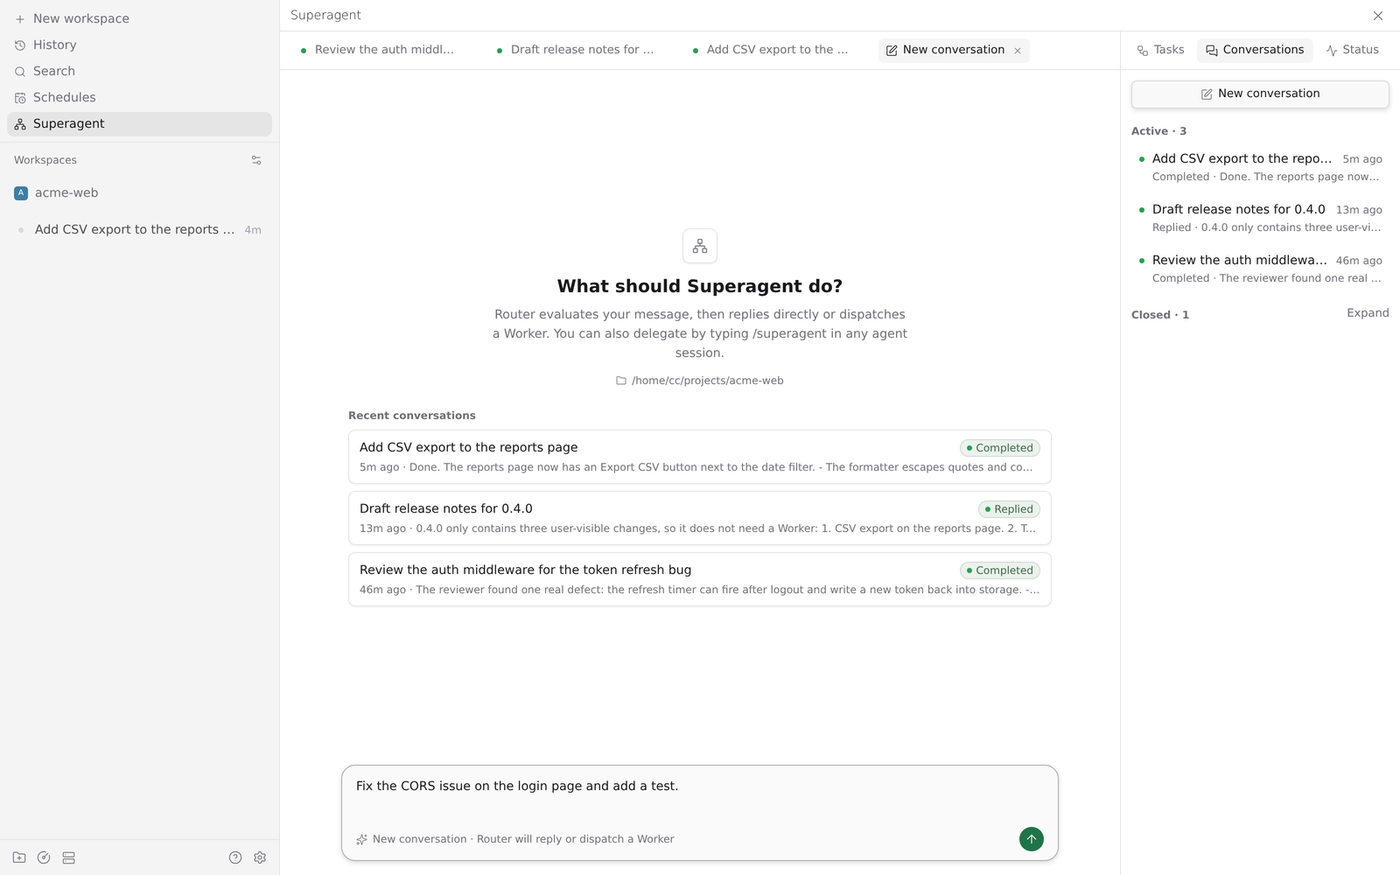 New workspace
History
Search
Schedules
Superagent
Workspaces
A acme-web
Add CSV export to the reports ... 4m
Superagent
Review the auth middl...
Draft release notes for ...
Add CSV export to the ...
New conversation
Tasks
Conversations
Status
What should Superagent do?
Router evaluates your message, then replies directly or dispatches
a Worker. You can also delegate by typing /superagent in any agent
session.
/home/cc/projects/acme-web
Recent conversations
Add CSV export to the reports page
Completed
5m ago · Done. The reports page now has an Export CSV button next to the date filter. - The formatter escapes quotes and co...
Draft release notes for 0.4.0
Replied
13m ago · 0.4.0 only contains three user-visible changes, so it does not need a Worker: 1. CSV export on the reports page. 2. T...
Review the auth middleware for the token refresh bug
Completed
46m ago · The reviewer found one real defect: the refresh timer can fire after logout and write a new token back into storage. -...
Fix the CORS issue on the login page and add a test.
New conversation · Router will reply or dispatch a Worker
New conversation
Active · 3
Add CSV export to the repo... 5m ago
Completed · Done. The reports page now...
Draft release notes for 0.4.0 13m ago
Replied · 0.4.0 only contains three user-vi...
Review the auth middlewa... 46m ago
Completed · The reviewer found one real ...
Closed · 1
Expand